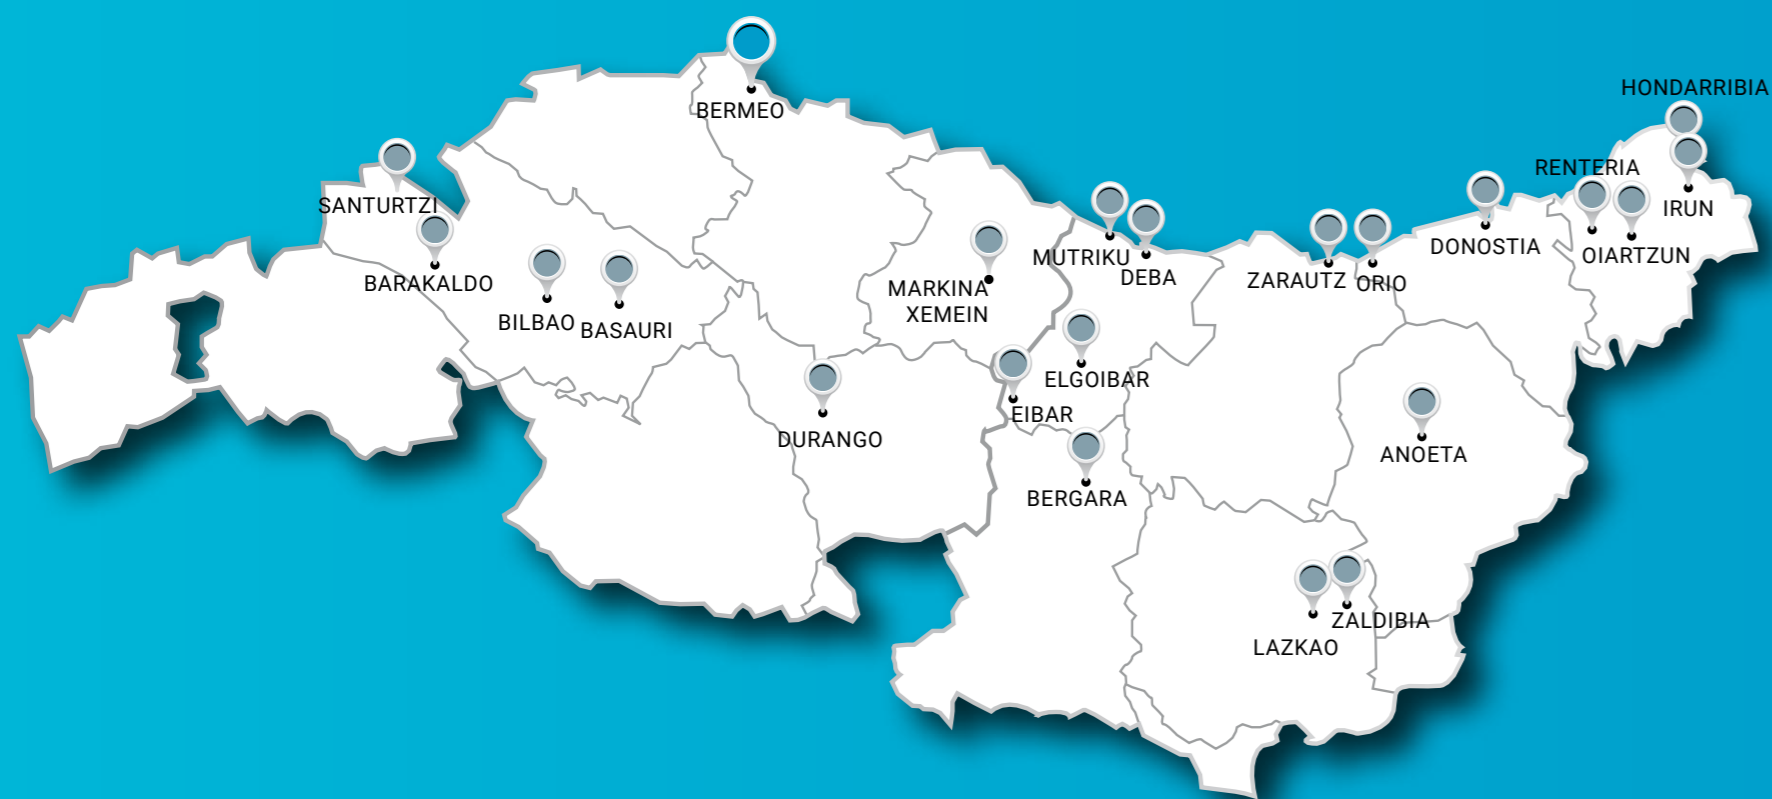 HONDARRIBIA
BERMEO
RENTERIA
SANTURTZI
IRUN
DONOSTIA
MUTRIKU
OIARTZUN
DEBA
ZARAUTZ
ORIO
BARAKALDO
MARKINA
XEMEIN
BILBAO
BASAURI
ELGOIBAR
EIBAR
DURANGO
ANOETA
BERGARA
ZALDIBIA
LAZKAO